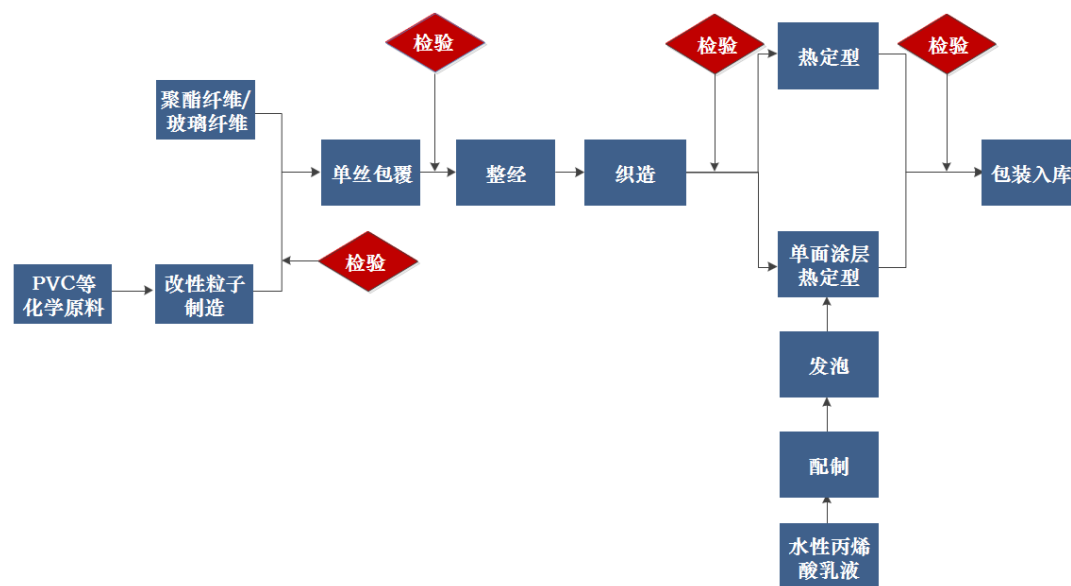 检验
检验
热定型
检验
聚酯纤维/
玻璃纤维
单丝包覆
整经
织造
包装入库
检验
单面涂层
热定型
PVC等
化学原料
改性粒子
制造
发泡
配制
水性丙烯
酸乳液